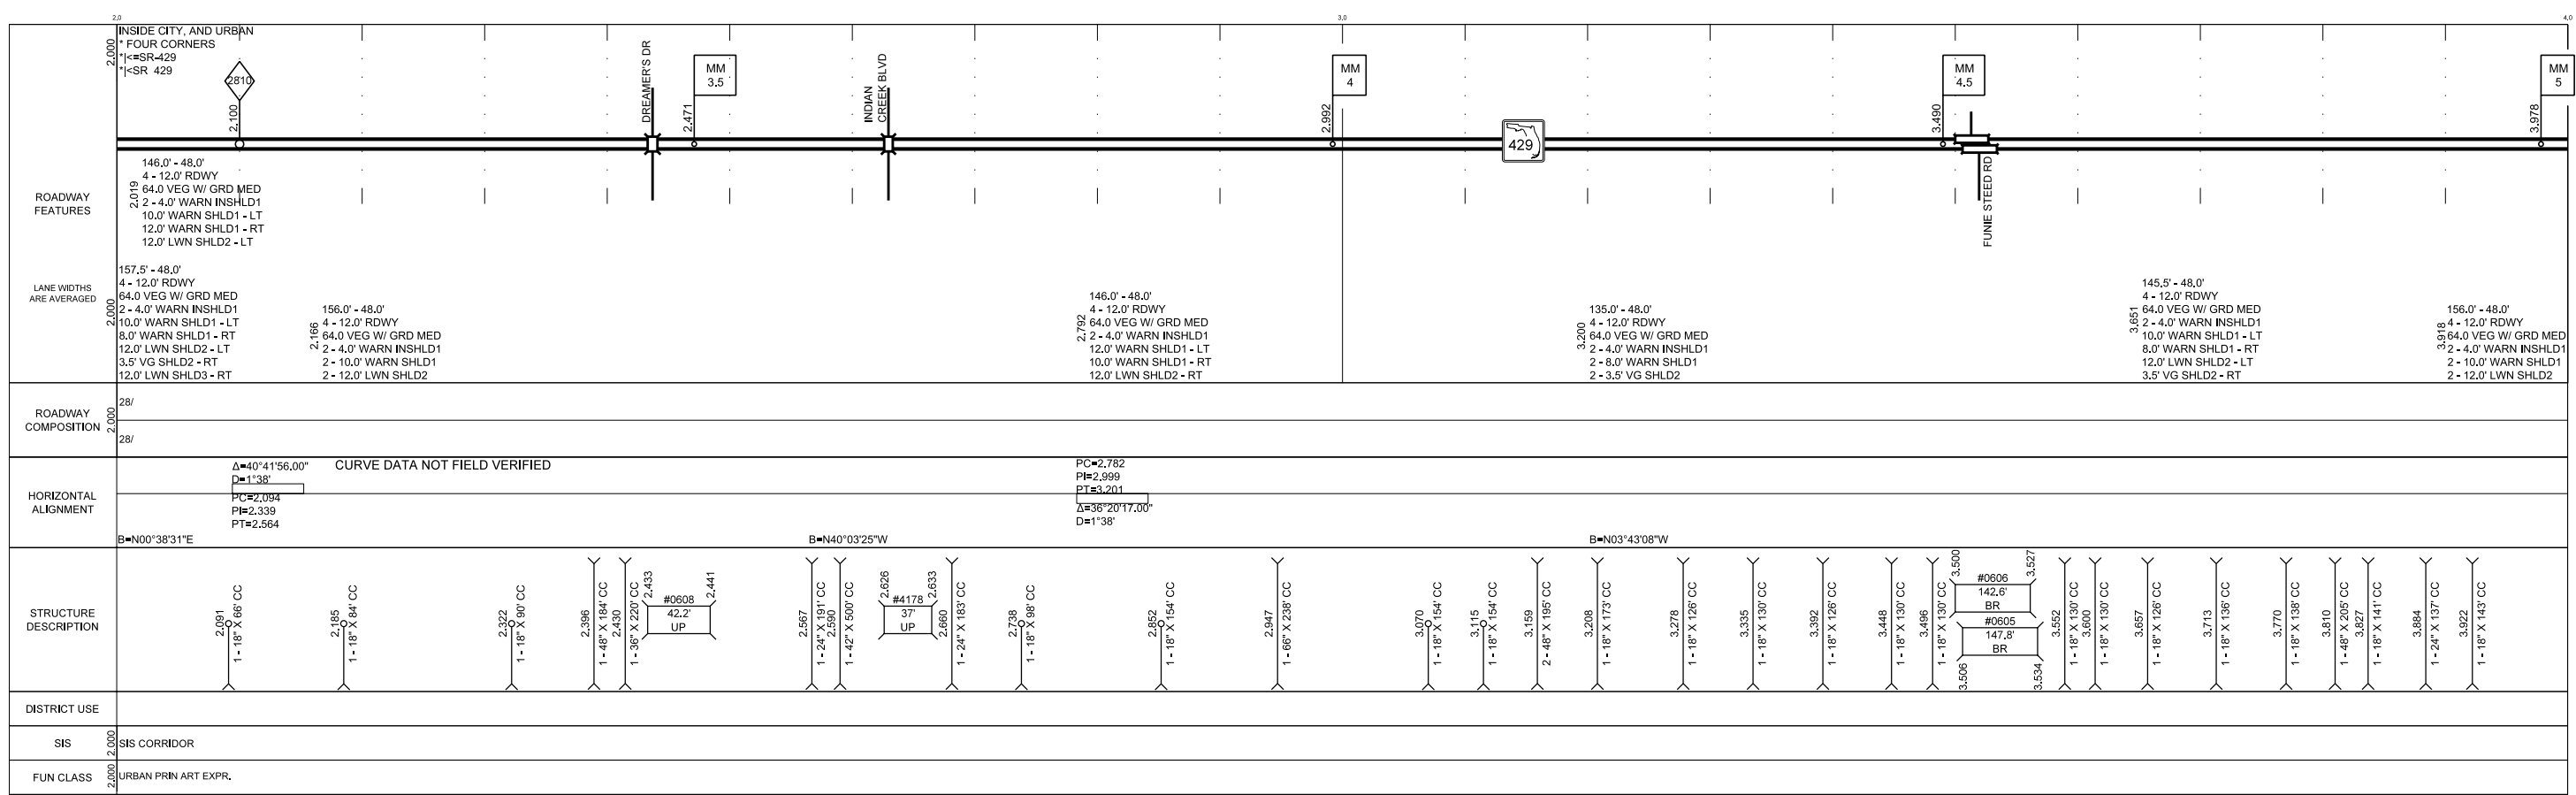 2.0
3.0
4.0
2.000
INSIDE CITY, AND URBAN
* FOUR CORNERS
*|<=SR-429
*|<SR 429
2810
2.100
DREAMER'S DR
2.471
MM
3.5
INDIAN
CREEK BLVD
2.992
MM
4
429
3.490
MM
4.5
FUNIE STEED RD
3.978
MM
5
ROADWAY
FEATURES
2.019
146.0' - 48.0'
4 - 12.0' RDWY
64.0 VEG W/ GRD MED
2 - 4.0' WARN INSHLD1
10.0' WARN SHLD1 - LT
12.0' WARN SHLD1 - RT
12.0' LWN SHLD2 - LT
LANE WIDTHS
ARE AVERAGED
2.000
157.5' - 48.0'
4 - 12.0' RDWY
64.0 VEG W/ GRD MED
2 - 4.0' WARN INSHLD1
10.0' WARN SHLD1 - LT
8.0' WARN SHLD1 - RT
12.0' LWN SHLD2 - LT
3.5' VG SHLD2 - RT
12.0' LWN SHLD3 - RT
2.166
156.0' - 48.0'
4 - 12.0' RDWY
64.0 VEG W/ GRD MED
2 - 4.0' WARN INSHLD1
2 - 10.0' WARN SHLD1
2 - 12.0' LWN SHLD2
2.792
146.0' - 48.0'
4 - 12.0' RDWY
64.0 VEG W/ GRD MED
2 - 4.0' WARN INSHLD1
12.0' WARN SHLD1 - LT
10.0' WARN SHLD1 - RT
12.0' LWN SHLD2 - RT
3.200
135.0' - 48.0'
4 - 12.0' RDWY
64.0 VEG W/ GRD MED
2 - 4.0' WARN INSHLD1
2 - 8.0' WARN SHLD1
2 - 3.5' VG SHLD2
3.651
145.5' - 48.0'
4 - 12.0' RDWY
64.0 VEG W/ GRD MED
2 - 4.0' WARN INSHLD1
10.0' WARN SHLD1 - LT
8.0' WARN SHLD1 - RT
12.0' LWN SHLD2 - LT
3.5' VG SHLD2 - RT
3.918
156.0' - 48.0'
4 - 12.0' RDWY
64.0 VEG W/ GRD MED
2 - 4.0' WARN INSHLD1
2 - 10.0' WARN SHLD1
2 - 12.0' LWN SHLD2
ROADWAY
COMPOSITION
2.000
28/
28/
HORIZONTAL
ALIGNMENT
Δ=40°41'56.00"
D=1°38'
PC=2.094
PI=2.339
PT=2.564
CURVE DATA NOT FIELD VERIFIED
PC=2.782
PI=2.999
PT=3.201
Δ=36°20'17.00"
D=1°38'
B=N00°38'31"E
B=N40°03'25"W
B=N03°43'08"W
STRUCTURE
DESCRIPTION
2.091
1 - 18" X 66' CC
2.185
1 - 18" X 84' CC
2.322
1 - 18" X 90' CC
2.396
1 - 48" X 184' CC
2.430
1 - 36" X 220' CC
2.433
2.441
#0608
42.2'
UP
2.567
1 - 24" X 191' CC
2.590
1 - 42" X 500' CC
2.626
2.633
#4178
37'
UP
2.660
1 - 24" X 183' CC
2.738
1 - 18" X 98' CC
2.852
1 - 18" X 154' CC
2.947
1 - 66" X 238' CC
3.070
1 - 18" X 154' CC
3.115
1 - 18" X 154' CC
3.159
2 - 48" X 195' CC
3.208
1 - 18" X 173' CC
3.278
1 - 18" X 126' CC
3.335
1 - 18" X 130' CC
3.392
1 - 18" X 126' CC
3.448
1 - 18" X 130' CC
3.496
1 - 18" X 130' CC
3.500
3.527
#0606
142.6'
BR
#0605
147.8'
BR
3.506
3.534
3.552
1 - 18" X 130' CC
3.600
1 - 18" X 130' CC
3.657
1 - 18" X 126' CC
3.713
1 - 18" X 136' CC
3.770
1 - 18" X 138' CC
3.810
1 - 48" X 205' CC
3.827
1 - 18" X 141' CC
3.884
1 - 24" X 137' CC
3.922
1 - 18" X 143' CC
DISTRICT USE
SIS
2.000
SIS CORRIDOR
FUN CLASS
2.000
URBAN PRIN ART EXPR.